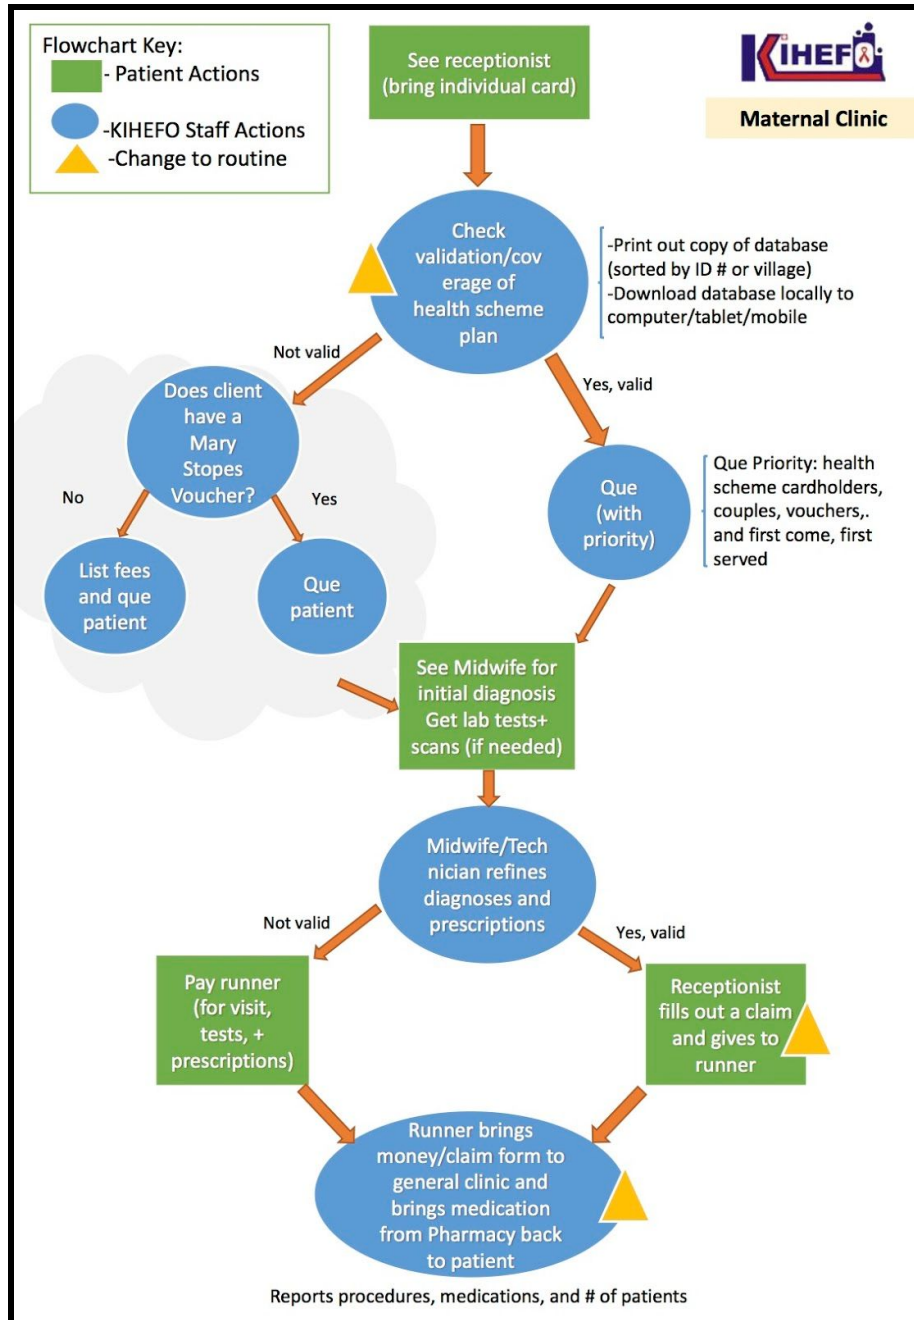 Flowchart Key:
- Patient Actions
-KIHEFO Staff Actions
-Change to routine
See receptionist
(bring individual card)
KIHEFO
Maternal Clinic
Check
validation/cov
erage of
health scheme
plan
-Print out copy of database
(sorted by ID # or village)
-Download database locally to
computer/tablet/mobile
Not valid
Yes, valid
Does client
have a
Mary
Stopes
Voucher?
No
Yes
Que
(with
priority)
Que Priority: health
scheme cardholders,
couples, vouchers,.
and first come, first
served
List fees
and que
patient
Que
patient
See Midwife for
initial diagnosis
Get lab tests+
scans (if needed)
Midwife/Tech
nician refines
diagnoses and
prescriptions
Not valid
Yes, valid
Pay runner
(for visit,
tests, +
prescriptions)
Receptionist
fills out a claim
and gives to
runner
Runner brings
money/claim form to
general clinic and
brings medication
from Pharmacy back
to patient
Reports procedures, medications, and # of patients